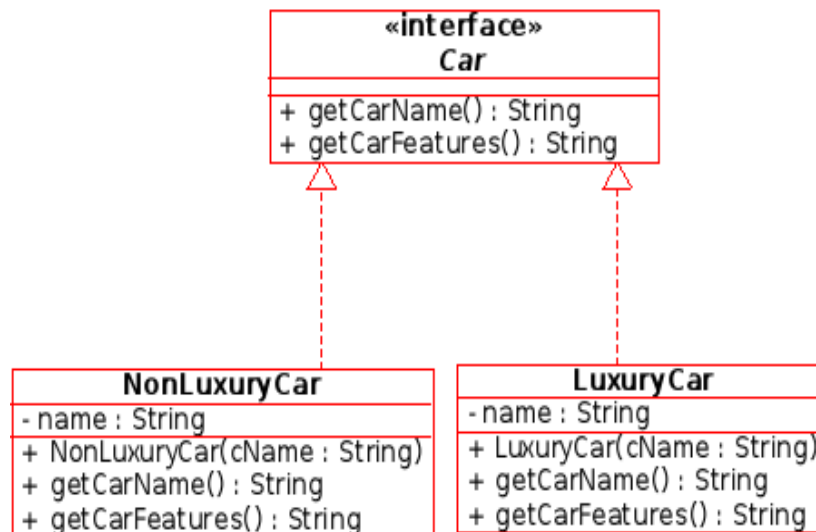 «interface»
Car
+ getCarName() : String
+ getCarFeatures() : String
NonLuxuryCar
- name : String
+ NonLuxuryCar(cName : String)
+ getCarName() : String
+ getCarFeatures() : String
LuxuryCar
- name : String
+ LuxuryCar(cName : String)
+ getCarName() : String
+ getCarFeatures() : String